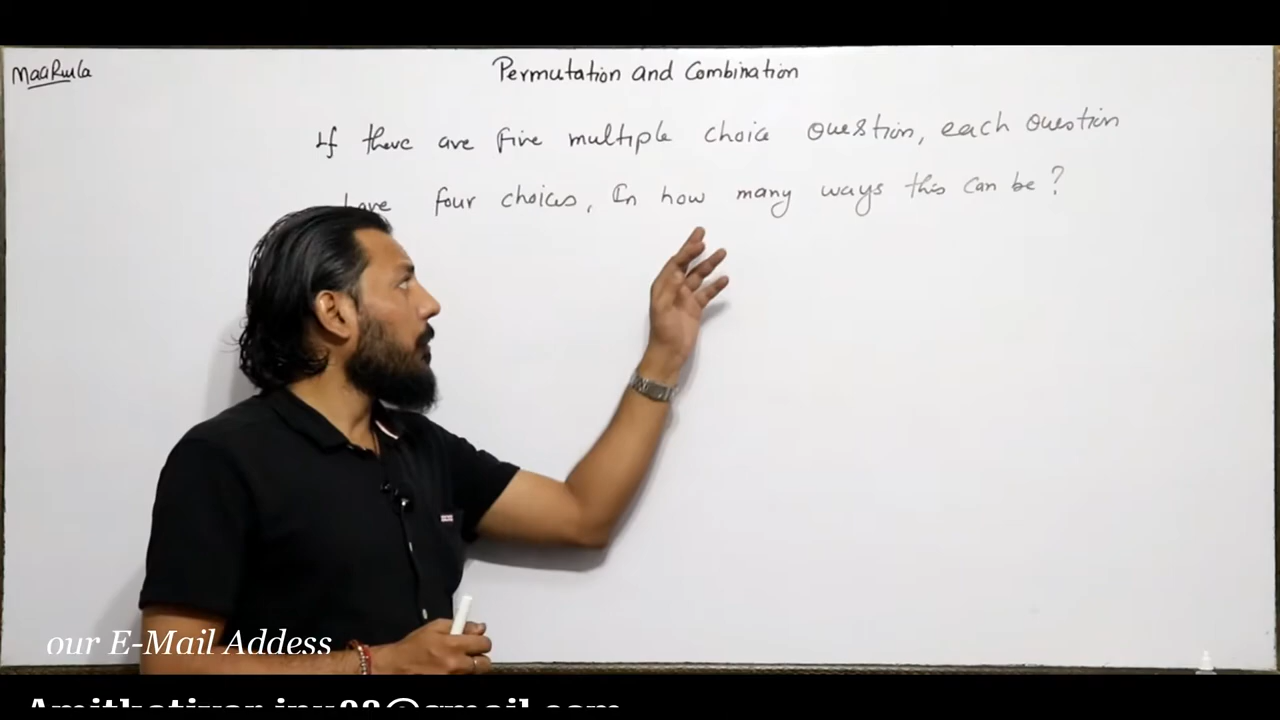 MaaRula
Permutation and Combination
If there are five multiple choice Question, each Question
have four choices, In how many ways this can be?
our E-Mail Addess